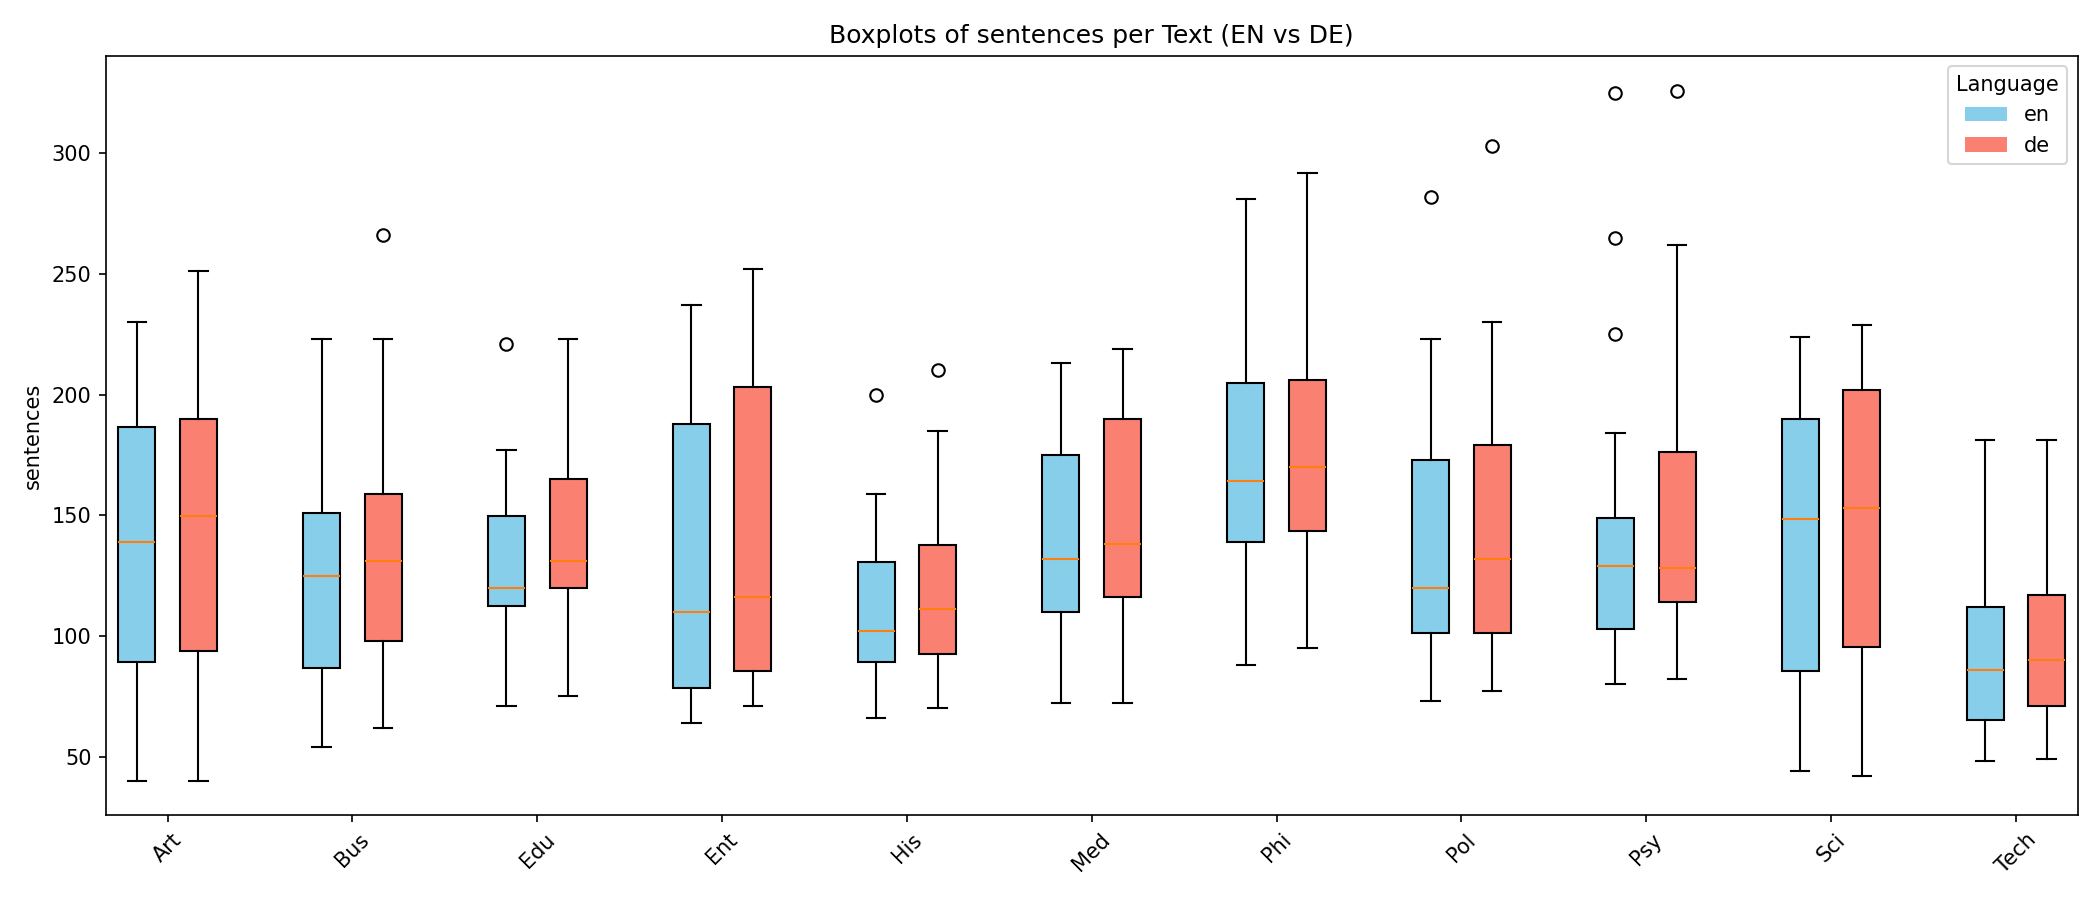 Boxplots of sentences per Text (EN vs DE)
Language
en
de
sentences
300
250
200
150
100
50
Art
Bus
Edu
Ent
His
Med
Phi
Pol
Psy
Sci
Tech